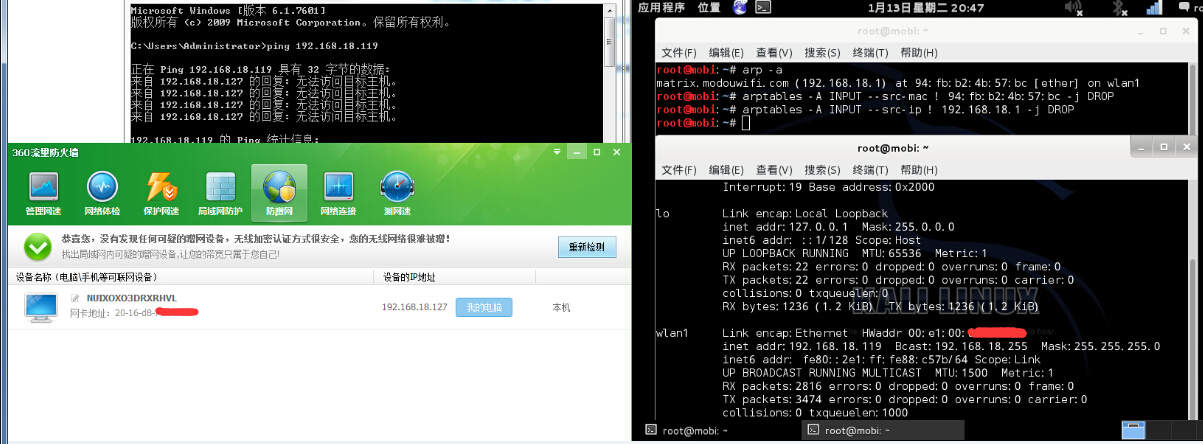 Microsoft Windows [版本 6.1.7601]
版权所有 (c) 2009 Microsoft Corporation。保留所有权利。
C:\Users\Administrator>ping 192.168.18.119
正在 Ping 192.168.18.119 具有 32 字节的数据:
来自 192.168.18.127 的回复: 无法访问目标主机。
来自 192.168.18.127 的回复: 无法访问目标主机。
来自 192.168.18.127 的回复: 无法访问目标主机。
来自 192.168.18.127 的回复: 无法访问目标主机。
192.168.18.119 的 Ping 统计信息:
360流量防火墙
管理网速 网络体检 保护网速 局域网防护 防蹭网 网络连接 测网速
恭喜您，没有发现任何可疑的蹭网设备，无线加密认证方式很安全，您的无线网络很难被蹭!
找出局域网内可疑的蹭网设备,让您的带宽只属于您自己!
重新检测
设备名称（电脑\手机等可联网设备） 设备的IP地址
NUIXOXO3DRXRHVL
网卡地址: 20-16-d8-
192.168.18.127 我的电脑 本机
应用程序 位置 1月13日星期二 20:47
root@mobi: ~
文件(F) 编辑(E) 查看(V) 搜索(S) 终端(T) 帮助(H)
root@mobi:~# arp -a
matrix.modouwifi.com (192.168.18.1) at 94:fb:b2:4b:57:bc [ether] on wlan1
root@mobi:~# arptables -A INPUT --src-mac ! 94:fb:b2:4b:57:bc -j DROP
root@mobi:~# arptables -A INPUT --src-ip ! 192.168.18.1 -j DROP
root@mobi:~#
root@mobi: ~
文件(F) 编辑(E) 查看(V) 搜索(S) 终端(T) 帮助(H)
Interrupt:19 Base address:0x2000
lo Link encap:Local Loopback
inet addr:127.0.0.1 Mask:255.0.0.0
inet6 addr: ::1/128 Scope:Host
UP LOOPBACK RUNNING MTU:65536 Metric:1
RX packets:22 errors:0 dropped:0 overruns:0 frame:0
TX packets:22 errors:0 dropped:0 overruns:0 carrier:0
collisions:0 txqueuelen:0
RX bytes:1236 (1.2 KiB) TX bytes:1236 (1.2 KiB)
KALI LINUX
wlan1 Link encap:Ethernet HWaddr 00:e1:00:
inet addr:192.168.18.119 Bcast:192.168.18.255 Mask:255.255.255.0
inet6 addr: fe80::2e1:ff:fe88:c57b/64 Scope:Link
UP BROADCAST RUNNING MULTICAST MTU:1500 Metric:1
RX packets:2816 errors:0 dropped:0 overruns:0 frame:0
TX packets:3474 errors:0 dropped:0 overruns:0 carrier:0
collisions:0 txqueuelen:1000
root@mobi: ~ root@mobi: ~